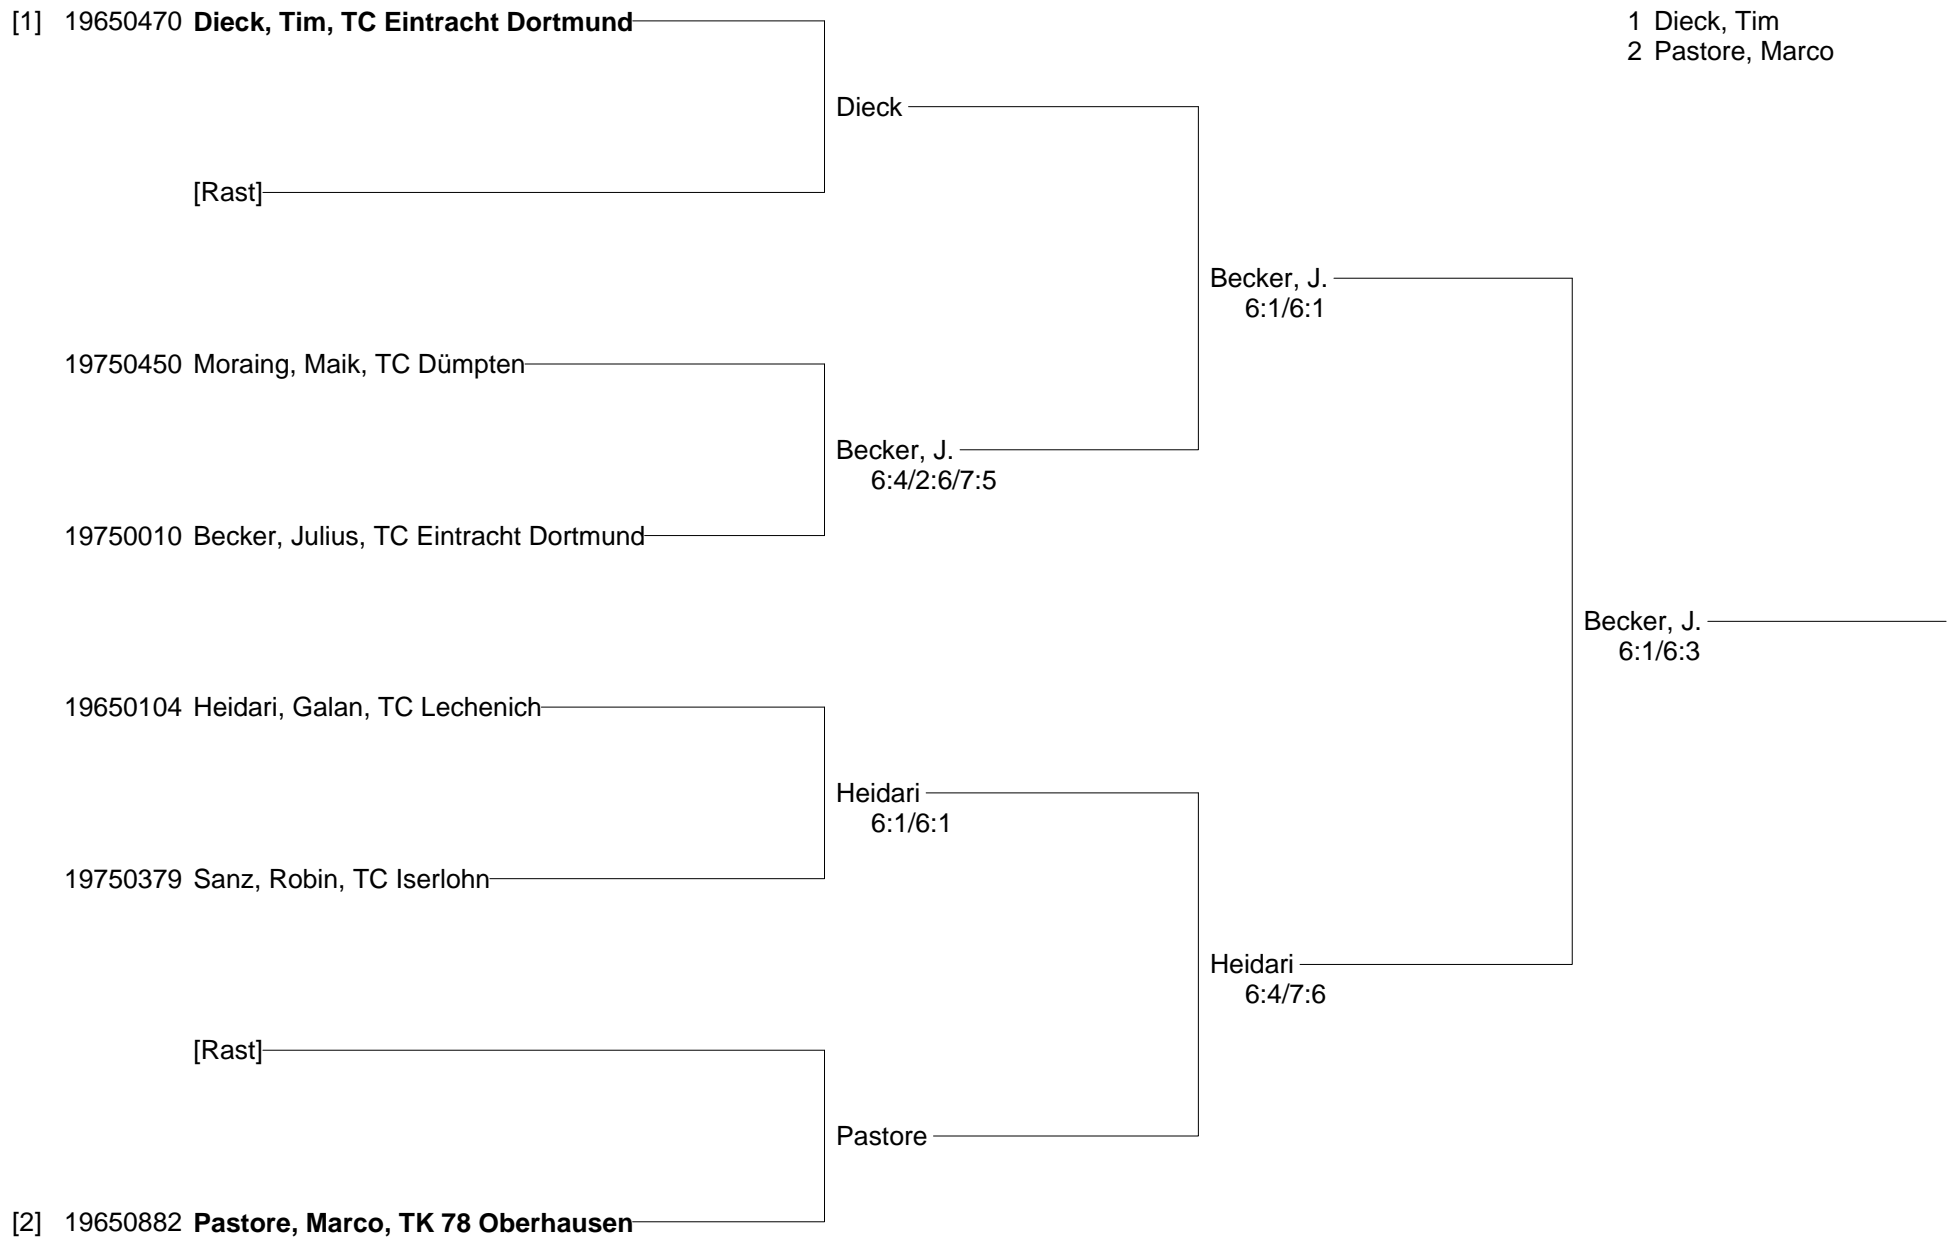 [1] 19650470 Dieck, Tim, TC Eintracht Dortmund
1 Dieck, Tim
2 Pastore, Marco
Dieck
[Rast]
Becker, J.
6:1/6:1
19750450 Moraing, Maik, TC Dümpten
Becker, J.
6:4/2:6/7:5
19750010 Becker, Julius, TC Eintracht Dortmund
Becker, J.
6:1/6:3
19650104 Heidari, Galan, TC Lechenich
Heidari
6:1/6:1
19750379 Sanz, Robin, TC Iserlohn
Heidari
6:4/7:6
[Rast]
Pastore
[2] 19650882 Pastore, Marco, TK 78 Oberhausen